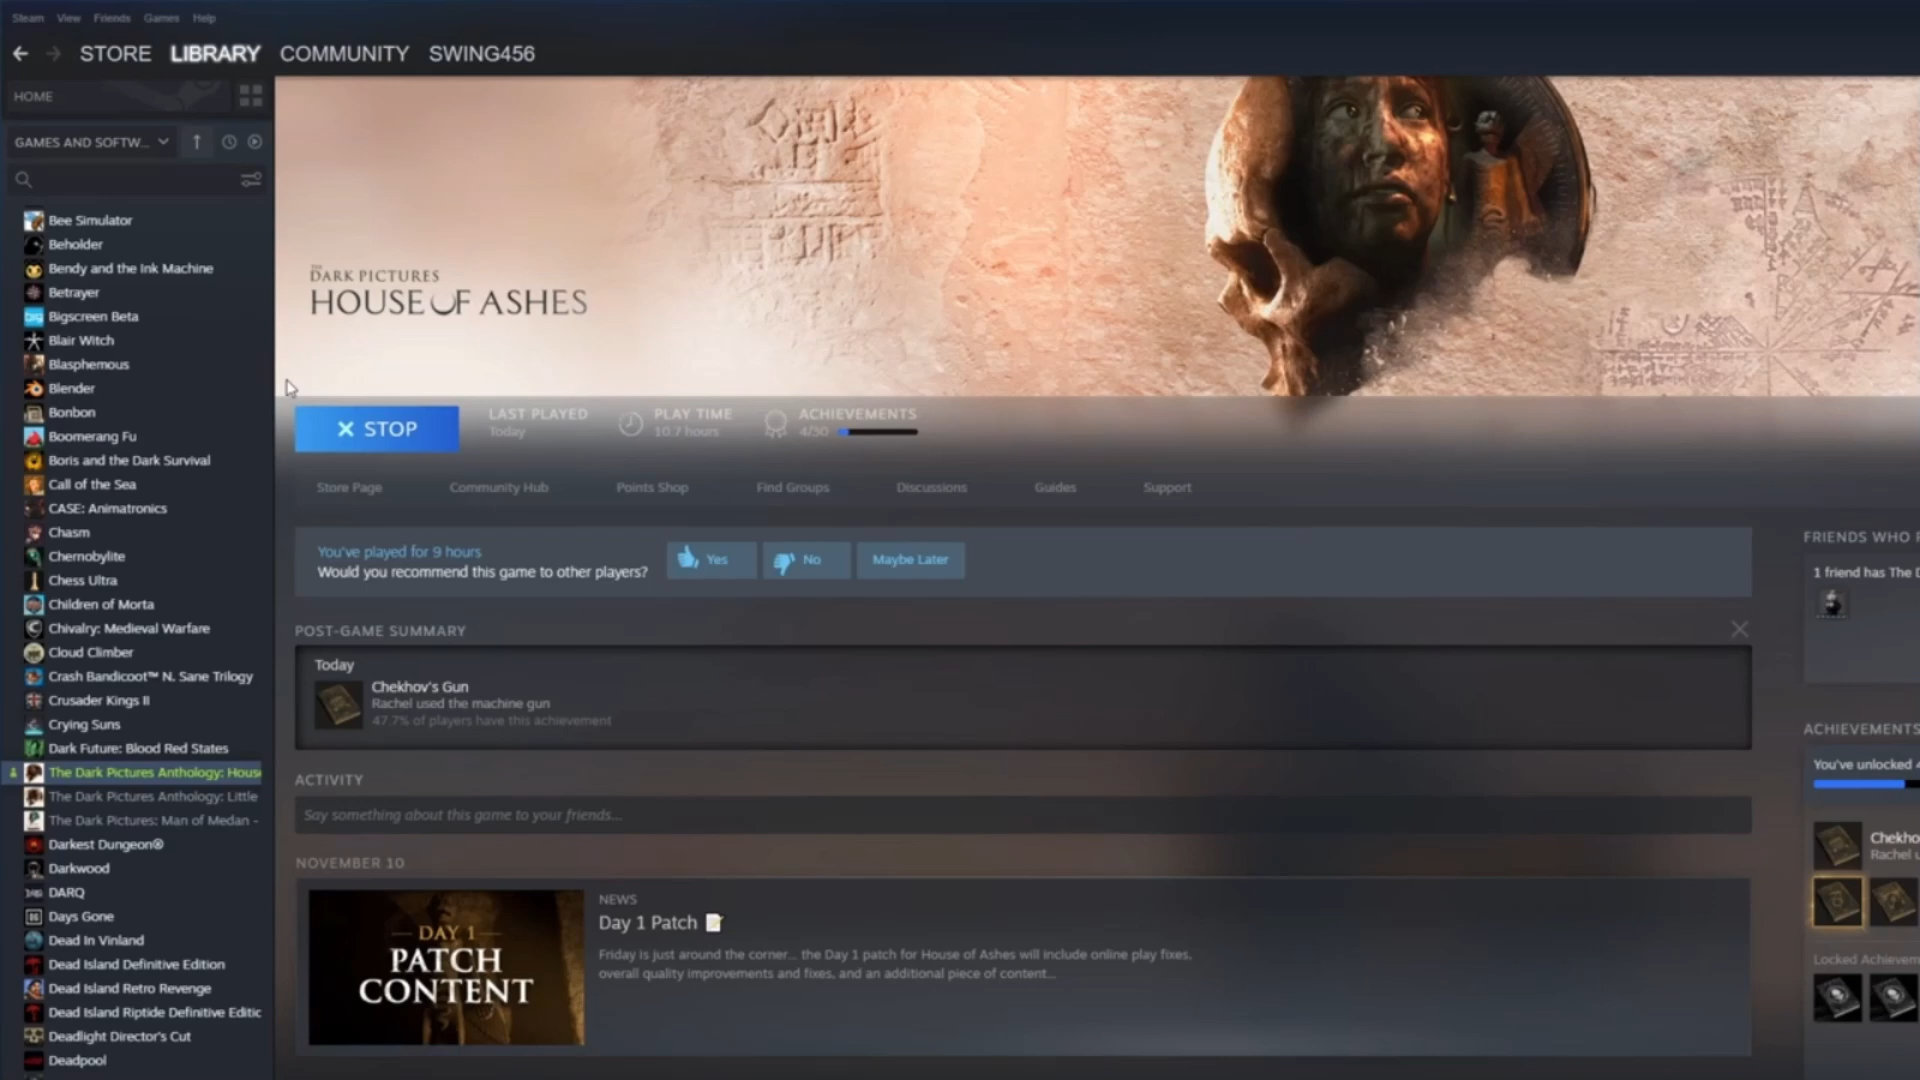 Steam View Friends Games Help
STORE LIBRARY COMMUNITY SWING456
HOME
GAMES AND SOFTW...
Bee Simulator
Beholder
Bendy and the Ink Machine
Betrayer
Bigscreen Beta
Blair Witch
Blasphemous
Blender
Bonbon
Boomerang Fu
Boris and the Dark Survival
Call of the Sea
CASE: Animatronics
Chasm
Chernobylite
Chess Ultra
Children of Morta
Chivalry: Medieval Warfare
Cloud Climber
Crash Bandicoot™ N. Sane Trilogy
Crusader Kings II
Crying Suns
Dark Future: Blood Red States
The Dark Pictures Anthology: House
The Dark Pictures Anthology: Little
The Dark Pictures: Man of Medan -
Darkest Dungeon®
Darkwood
DARQ
Days Gone
Dead In Vinland
Dead Island Definitive Edition
Dead Island Retro Revenge
Dead Island Riptide Definitive Editic
Deadlight Director's Cut
Deadpool
THE
DARK PICTURES
HOUSE OF ASHES
STOP
LAST PLAYED
Today
PLAY TIME
10.7 hours
ACHIEVEMENTS
4/30
Store Page Community Hub Points Shop Find Groups Discussions Guides Support
You've played for 9 hours
Would you recommend this game to other players?
Yes No Maybe Later
POST-GAME SUMMARY
Today
Chekhov's Gun
Rachel used the machine gun
47.7% of players have this achievement
ACTIVITY
Say something about this game to your friends...
NOVEMBER 10
DAY 1
PATCH
CONTENT
NEWS
Day 1 Patch
Friday is just around the corner... the Day 1 patch for House of Ashes will include online play fixes,
overall quality improvements and fixes, and an additional piece of content...
FRIENDS WHO P
1 friend has The D
ACHIEVEMENTS
You've unlocked 4
Chekho
Rachel u
Locked Achievem